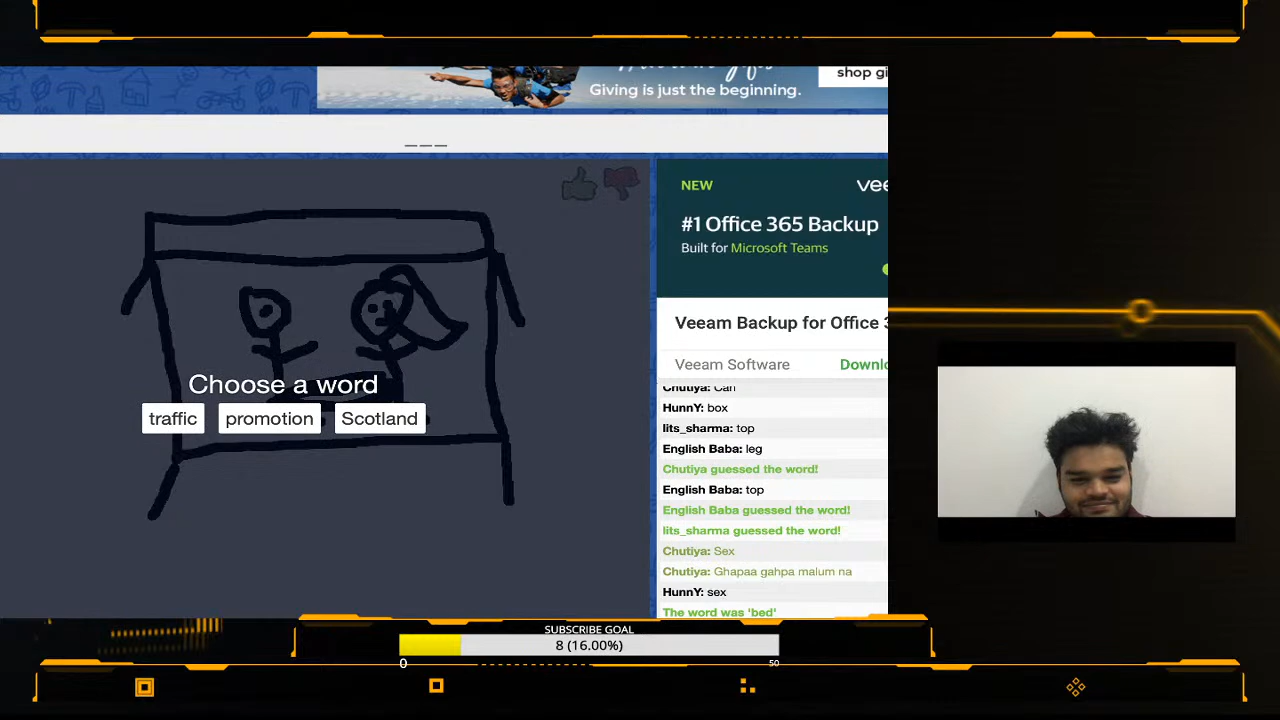 Giving is just the beginning.
shop gi
_ _ _
NEW
vee
#1 Office 365 Backup
Built for Microsoft Teams
Veeam Backup for Office 3
Veeam Software
Downlo
Choose a word
traffic
promotion
Scotland
Chutiya: Can
HunnY: box
lits_sharma: top
English Baba: leg
Chutiya guessed the word!
English Baba: top
English Baba guessed the word!
lits_sharma guessed the word!
Chutiya: Sex
Chutiya: Ghapaa gahpa malum na
HunnY: sex
The word was 'bed'
SUBSCRIBE GOAL
8 (16.00%)
0
50